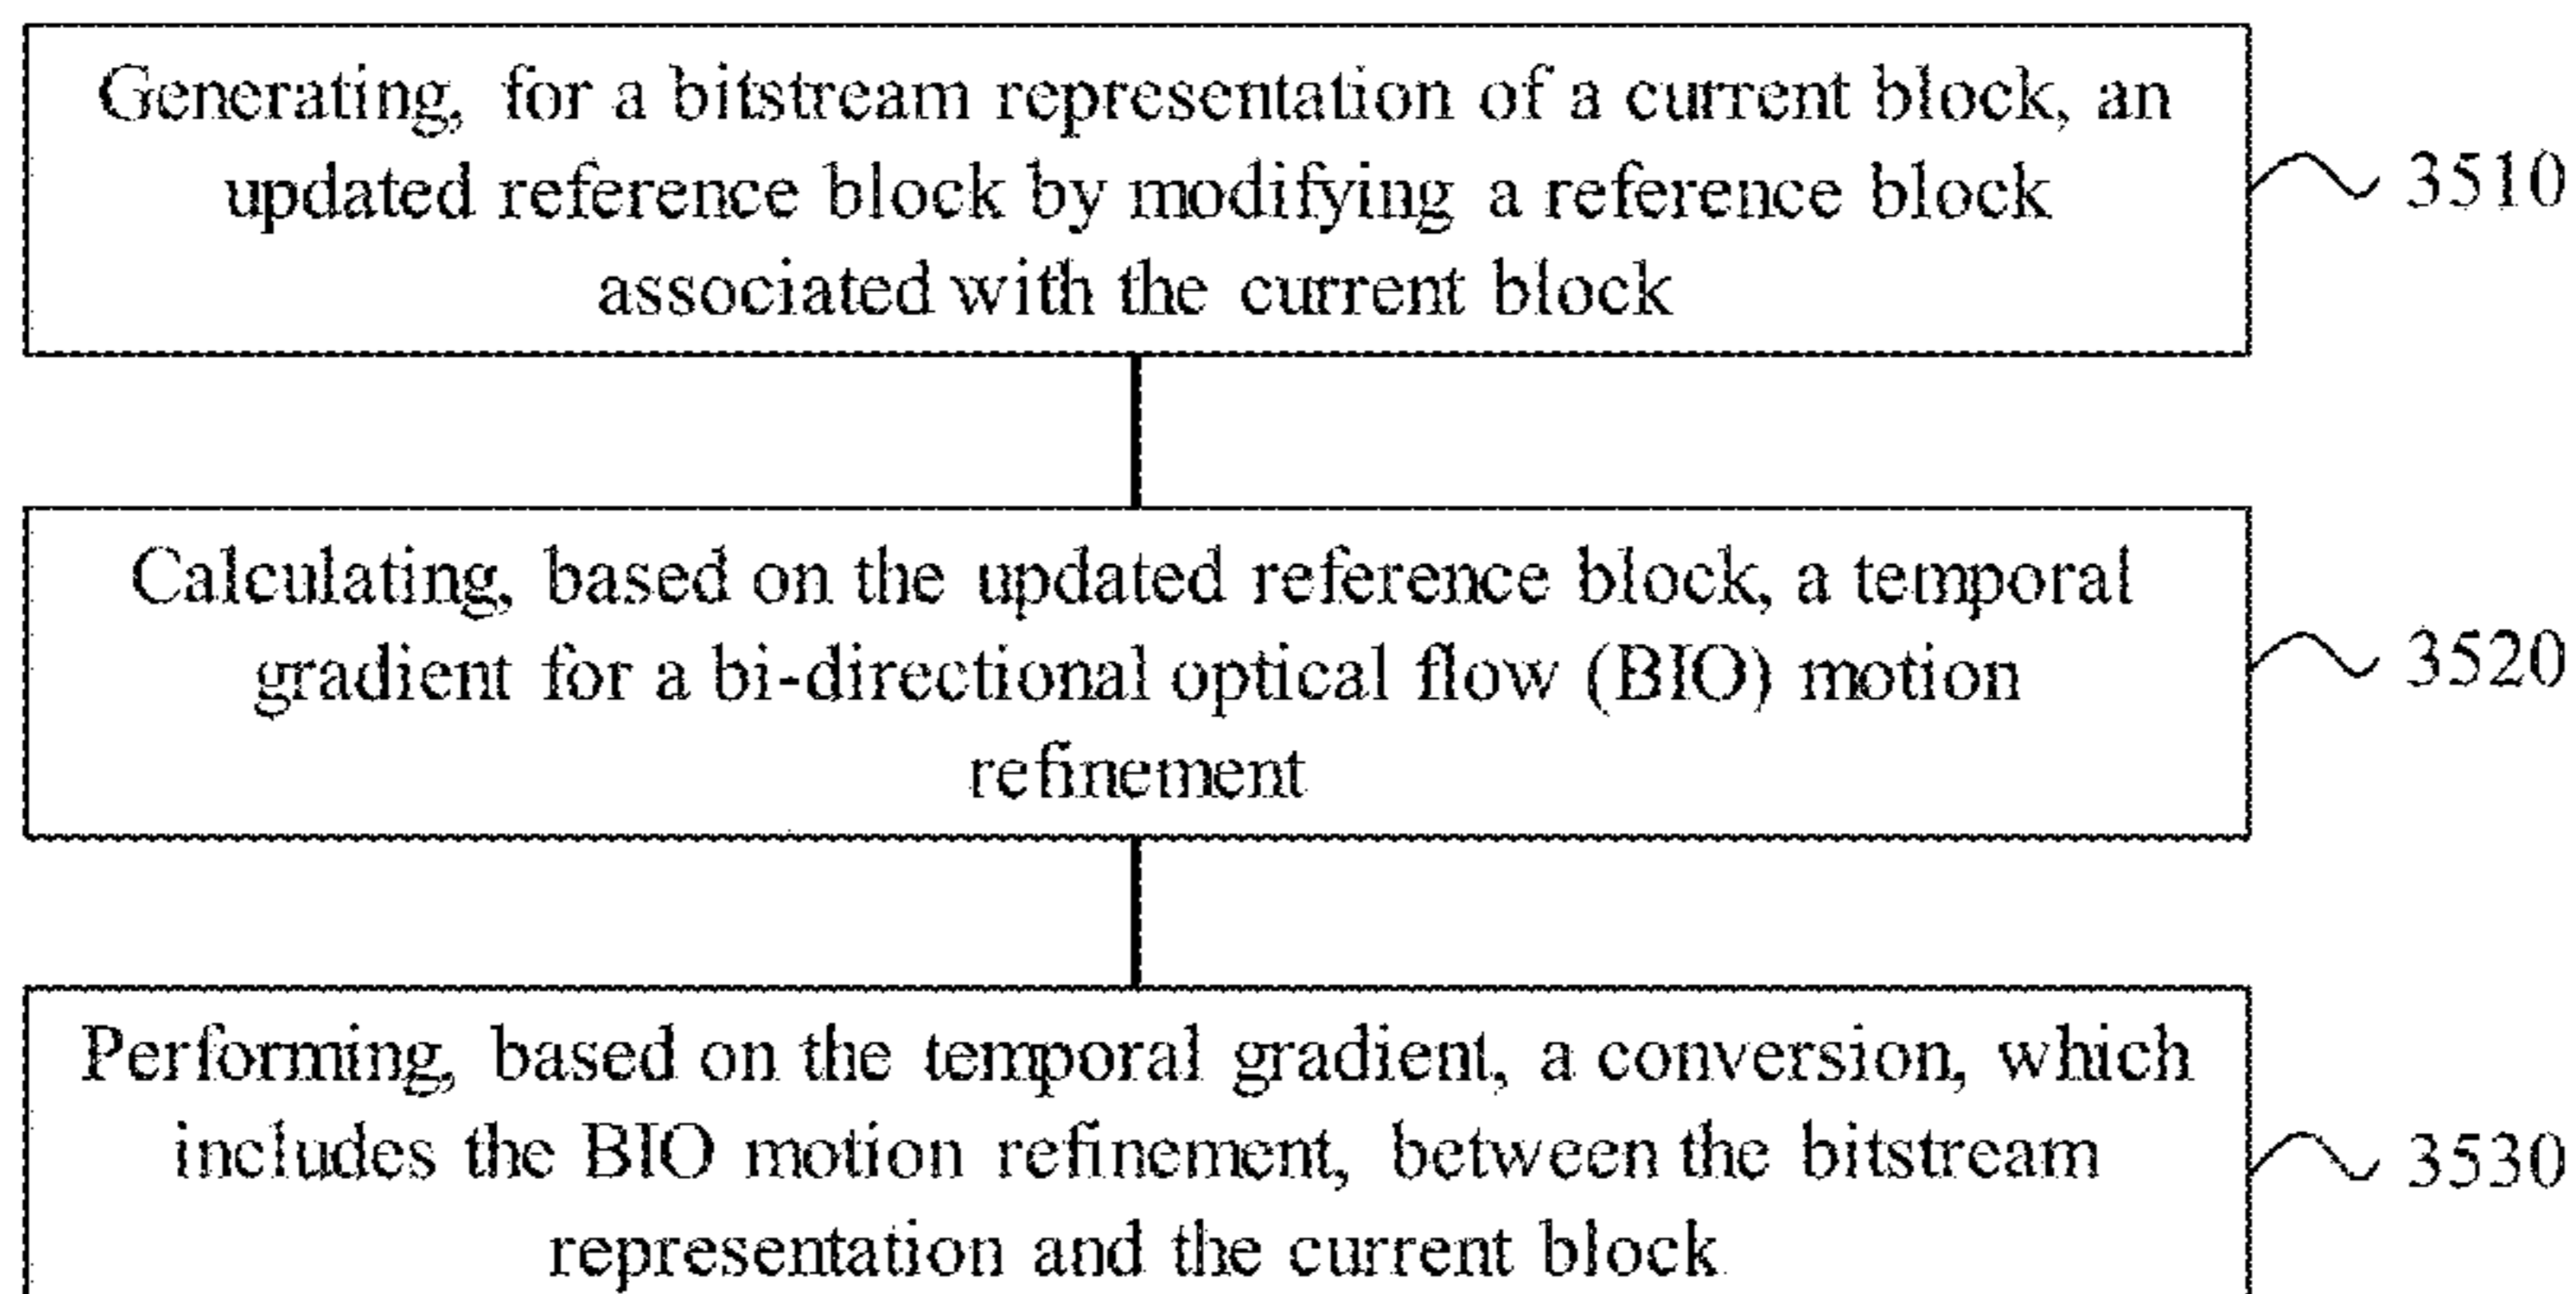 Generating, for a bitstream representation of a current block, an
updated reference block by modifying a reference block
associated with the current block
3510
Calculating, based on the updated reference block, a temporal
gradient for a bi-directional optical flow (BIO) motion
refinement
3520
Performing, based on the temporal gradient, a conversion, which
includes the BIO motion refinement, between the bitstream
representation and the current block
3530